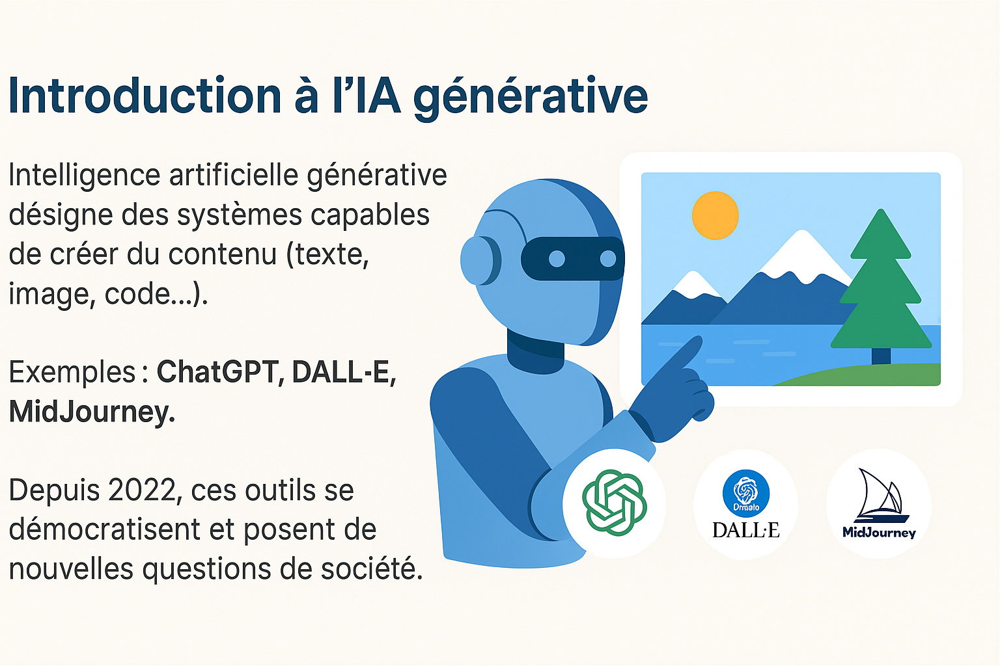 Introduction à l’IA générative
Intelligence artificielle générative
désigne des systèmes capables
de créer du contenu (texte,
image, code...).
Exemples : ChatGPT, DALL-E,
MidJourney.
Depuis 2022, ces outils se
démocratisent et posent de
nouvelles questions de société.
DALL·E
MidJourney